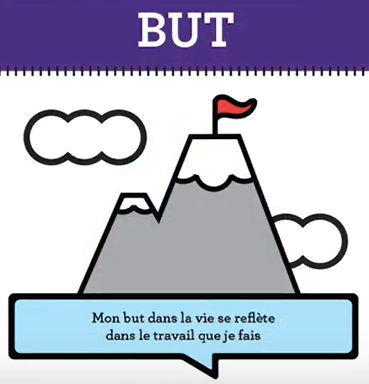 BUT
Mon but dans la vie se reflète
dans le travail que je fais